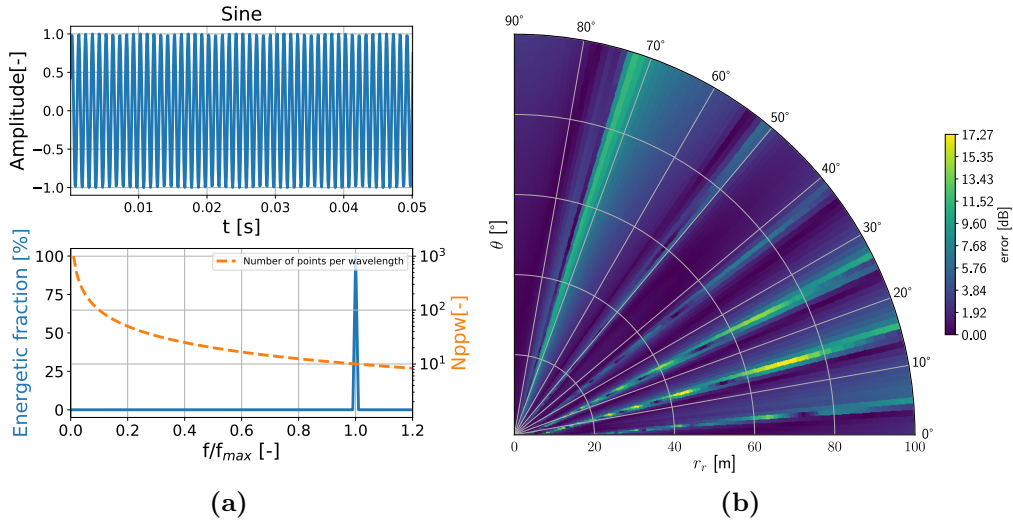 Sine
Amplitude[-]
1.0
0.5
0.0
−0.5
−1.0
0.01 0.02 0.03 0.04 0.05
t [s]
Energetic fraction [%]
100
75
50
25
0
Number of points per wavelength
10³
10²
10¹
Nppw[-]
0.0 0.2 0.4 0.6 0.8 1.0 1.2
f/fₘₐₓ [-]
(a)
90°
80°
70°
60°
50°
40°
30°
20°
10°
0°
θ [°]
0 20 40 60 80 100
rᵣ [m]
17.27
15.35
13.43
11.52
9.60
7.68
5.76
3.84
1.92
0.00
error [dB]
(b)